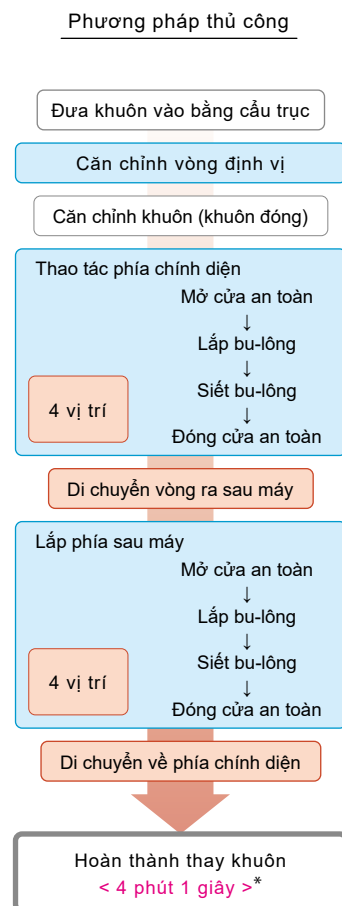 Phương pháp thủ công
Đưa khuôn vào bằng cẩu trục
Căn chỉnh vòng định vị
Căn chỉnh khuôn (khuôn đóng)
Thao tác phía chính diện
Mở cửa an toàn
↓
Lắp bu-lông
↓
Siết bu-lông
↓
Đóng cửa an toàn
4 vị trí
Di chuyển vòng ra sau máy
Lắp phía sau máy
Mở cửa an toàn
↓
Lắp bu-lông
↓
Siết bu-lông
↓
Đóng cửa an toàn
4 vị trí
Di chuyển về phía chính diện
Hoàn thành thay khuôn
< 4 phút 1 giây >*